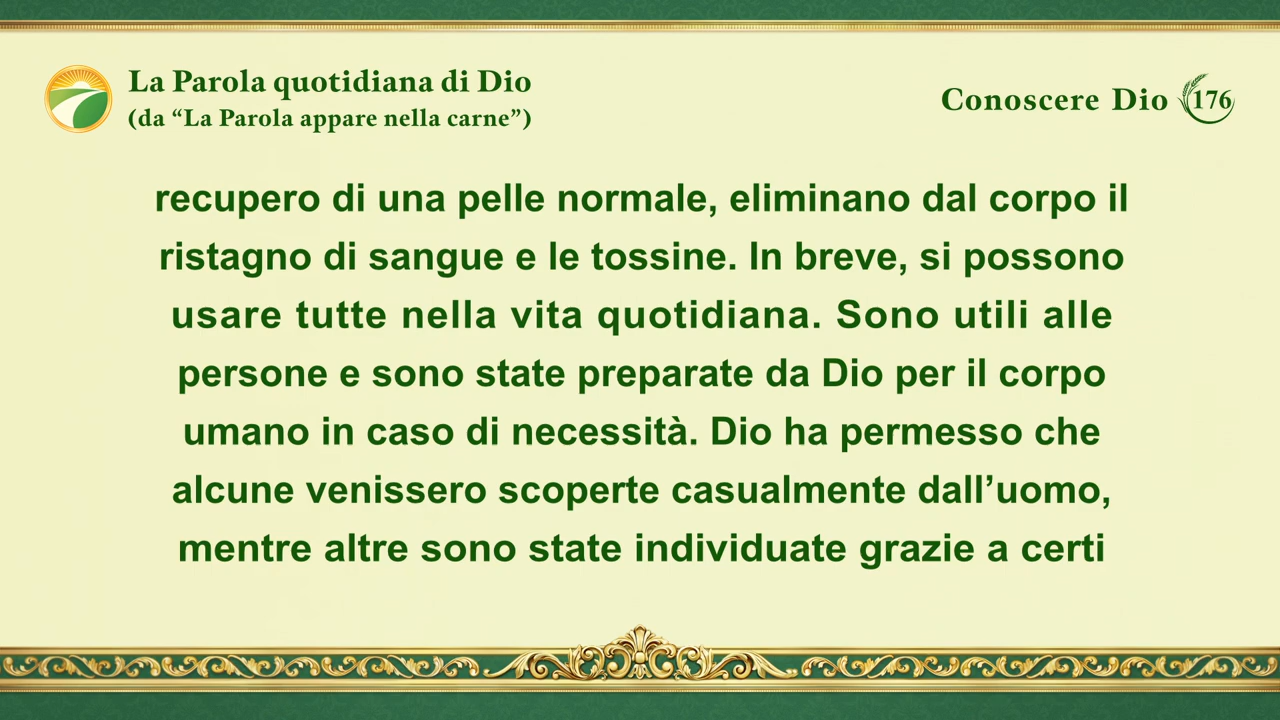 La Parola quotidiana di Dio
(da “La Parola appare nella carne”)
Conoscere Dio 176
recupero di una pelle normale, eliminano dal corpo il
ristagno di sangue e le tossine. In breve, si possono
usare tutte nella vita quotidiana. Sono utili alle
persone e sono state preparate da Dio per il corpo
umano in caso di necessità. Dio ha permesso che
alcune venissero scoperte casualmente dall’uomo,
mentre altre sono state individuate grazie a certi